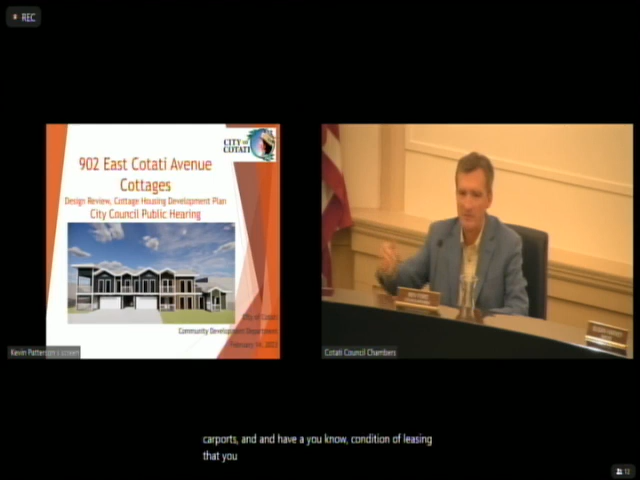 REC
CITY OF
COTATI
902 East Cotati Avenue
Cottages
Design Review, Cottage Housing Development Plan
City Council Public Hearing
City of Cotati
Community Development Department
Kevin Patterson's screen
Cotati Council Chambers
carports, and and have a you know, condition of leasing
that you